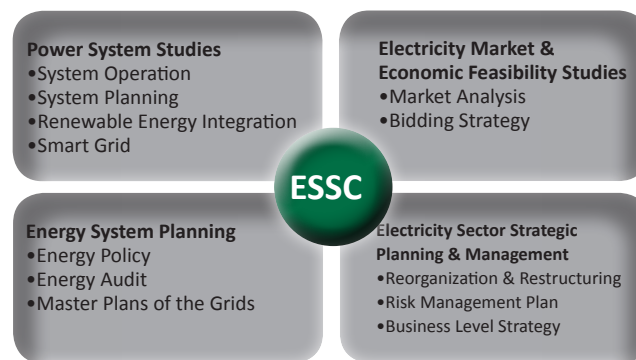 Power System Studies
•System Operation
•System Planning
•Renewable Energy Integration
•Smart Grid
Electricity Market &
Economic Feasibility Studies
•Market Analysis
•Bidding Strategy
ESSC
Energy System Planning
•Energy Policy
•Energy Audit
•Master Plans of the Grids
Electricity Sector Strategic
Planning & Management
•Reorganization & Restructuring
•Risk Management Plan
•Business Level Strategy